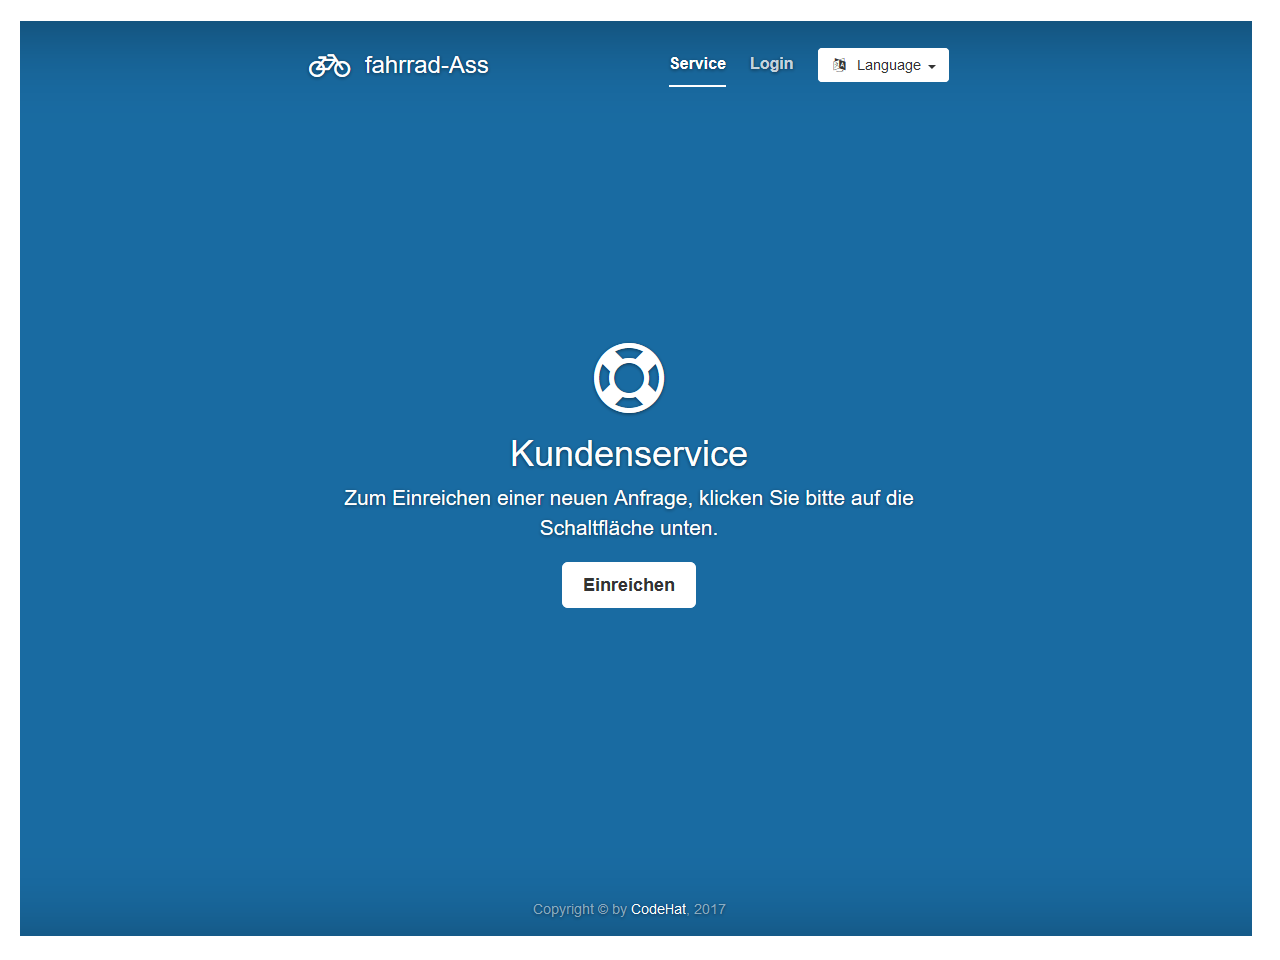 fahrrad-Ass
Service
Login
Language
Kundenservice
Zum Einreichen einer neuen Anfrage, klicken Sie bitte auf die
Schaltfläche unten.
Einreichen
Copyright © by CodeHat, 2017